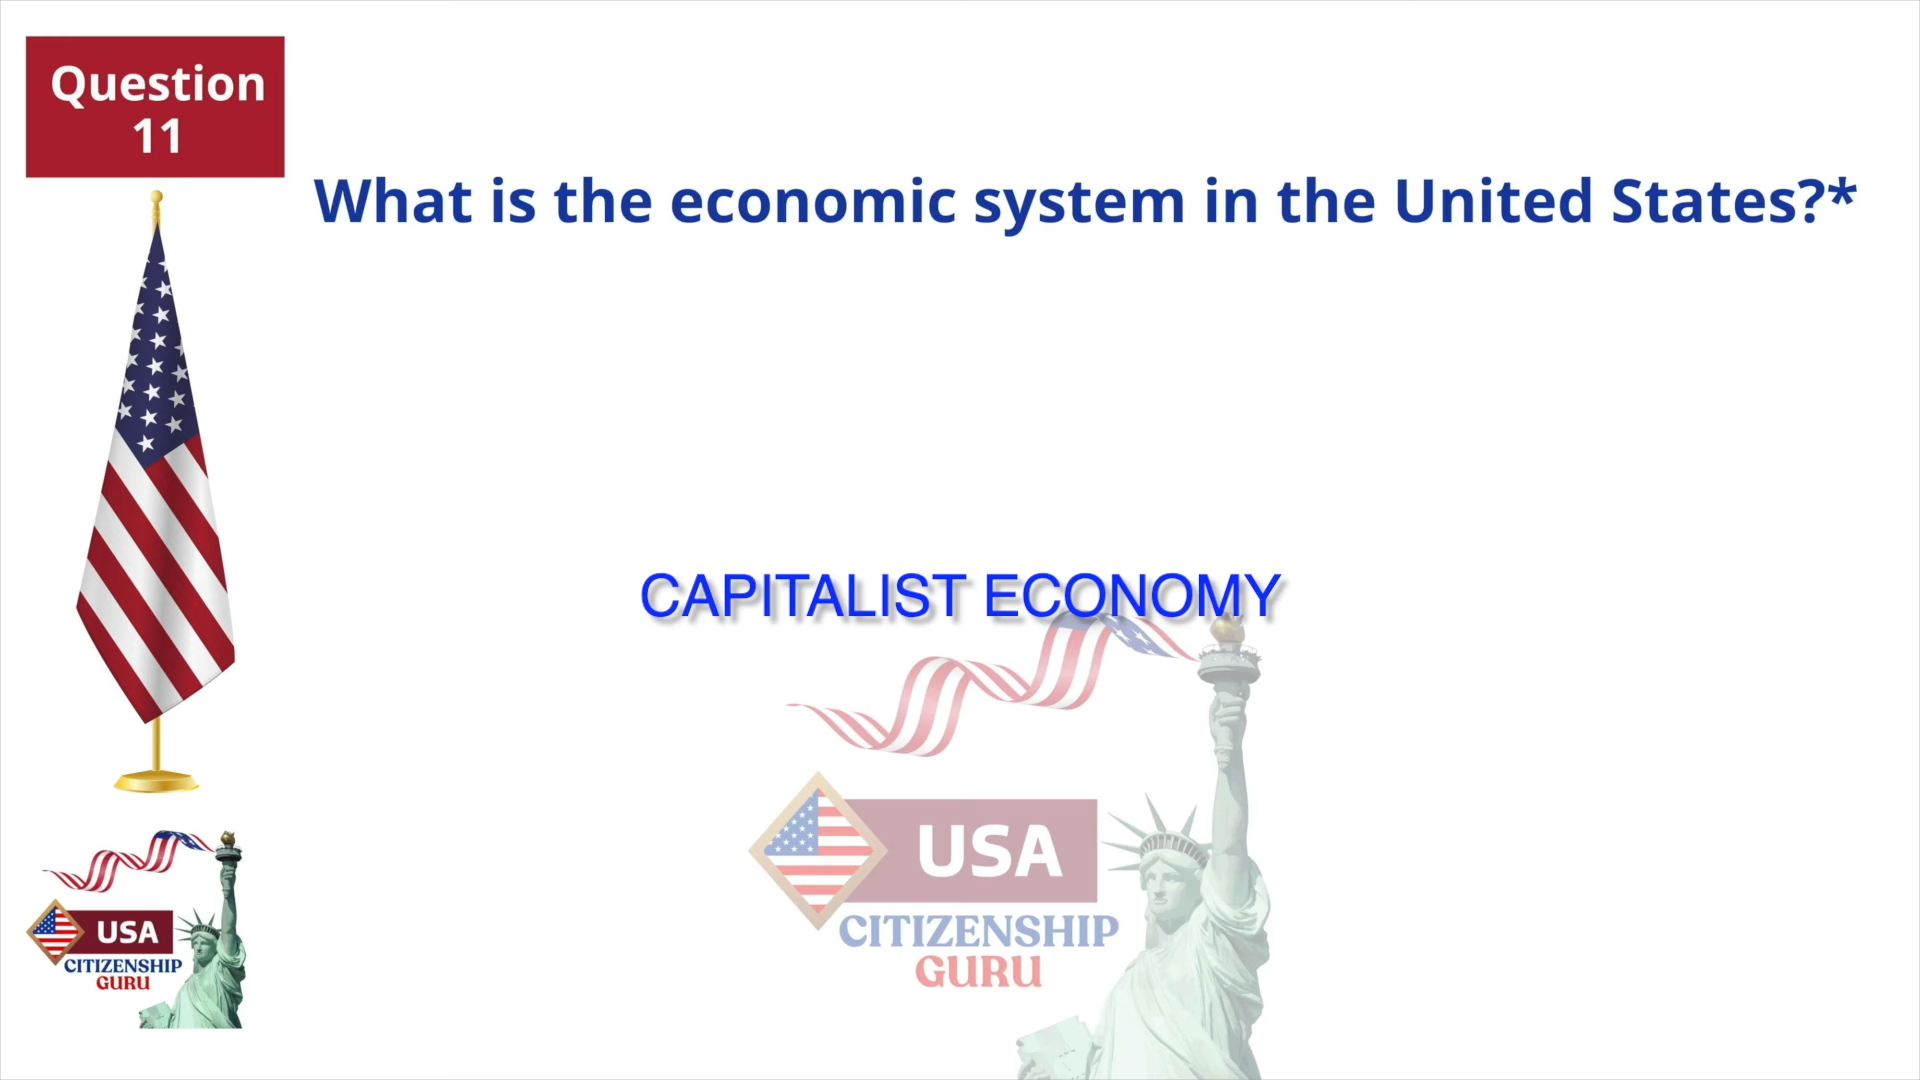 Question
11
What is the economic system in the United States?*
CAPITALIST ECONOMY
USA
CITIZENSHIP
GURU
USA
CITIZENSHIP
GURU